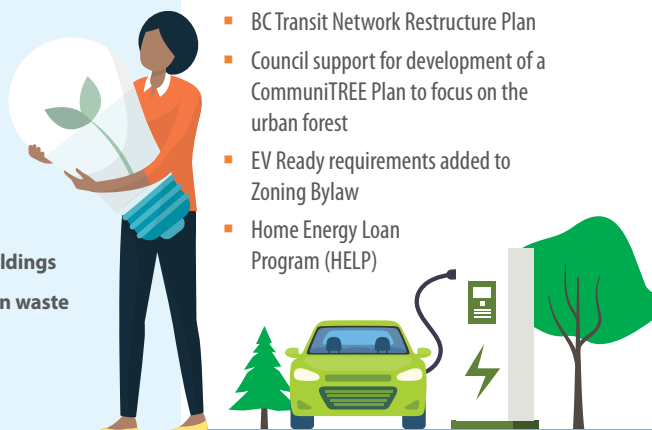 BC Transit Network Restructure Plan
Council support for development of a
CommuniTREE Plan to focus on the
urban forest
EV Ready requirements added to
Zoning Bylaw
Home Energy Loan
Program (HELP)
waste